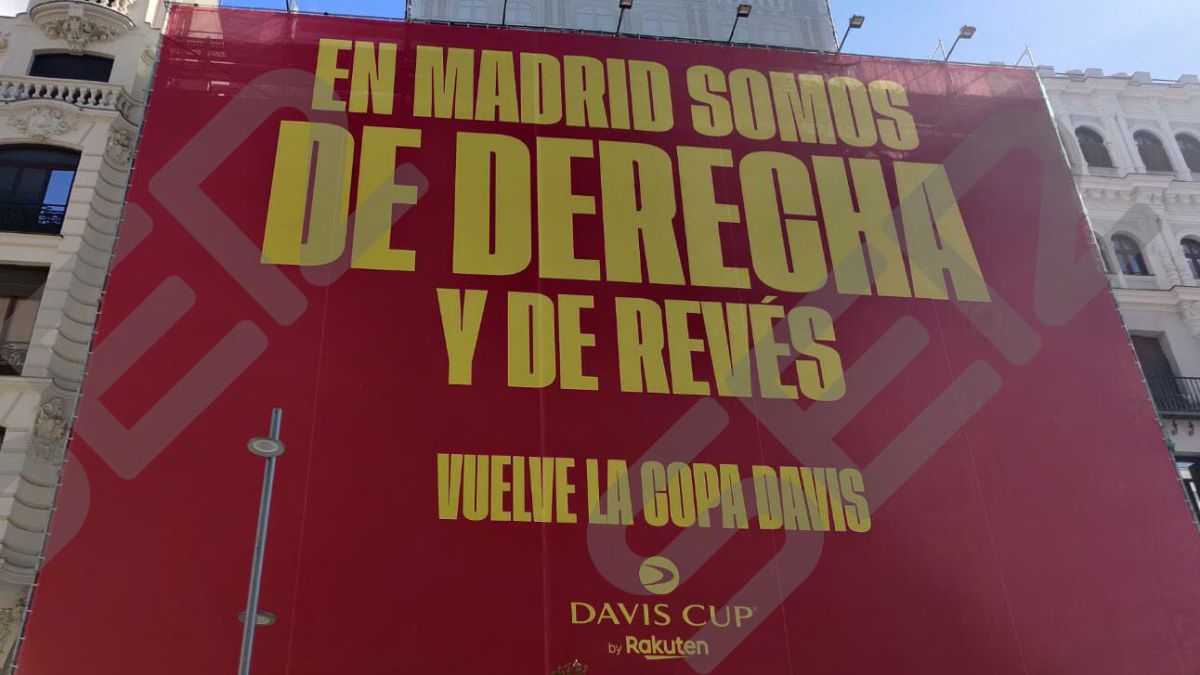 EN MADRID SOMOS
DE DERECHA
Y DE REVÉS
VUELVE LA COPA DAVIS
DAVIS CUP
by Rakuten